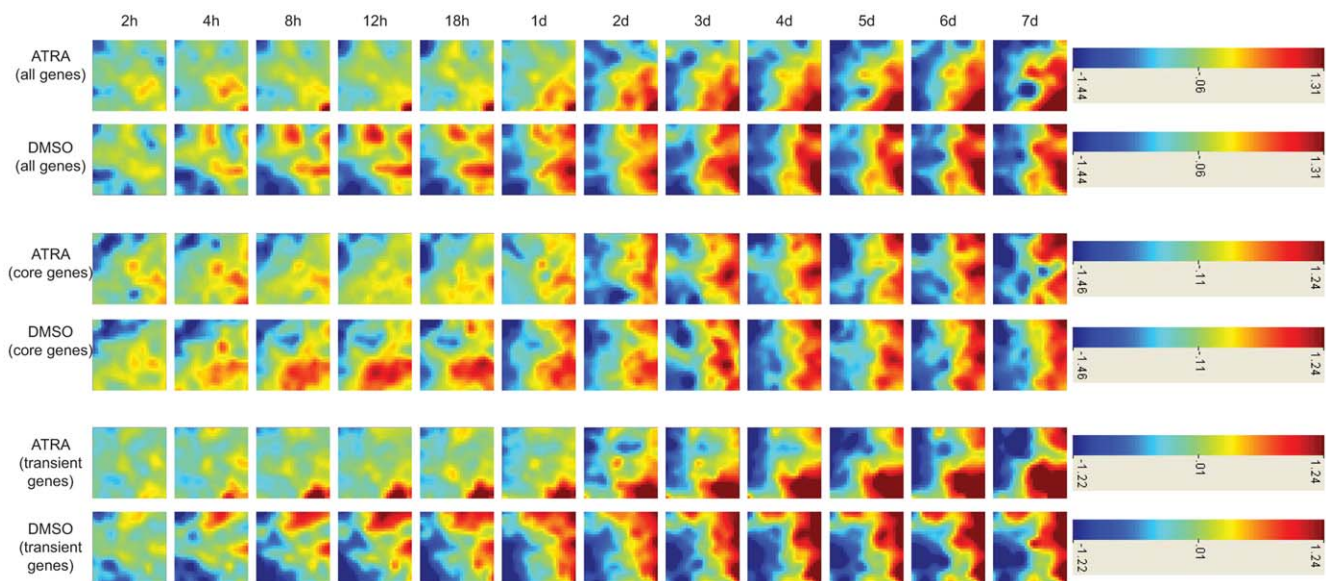 2h 4h 8h 12h 18h 1d 2d 3d 4d 5d 6d 7d
ATRA
(all genes)
-1.44 -.06 1.31
DMSO
(all genes)
-1.44 -.06 1.31
ATRA
(core genes)
-1.46 -.11 1.24
DMSO
(core genes)
-1.46 -.11 1.24
ATRA
(transient
genes)
-1.22 .01 1.24
DMSO
(transient
genes)
-1.22 .01 1.24